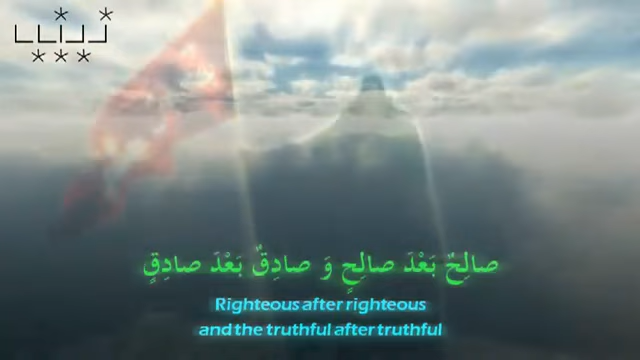 صالِحٌ بَعْدَ صالِحٍ وَ صادِقٌ بَعْدَ صادِقٍ
Righteous after righteous
and the truthful after truthful